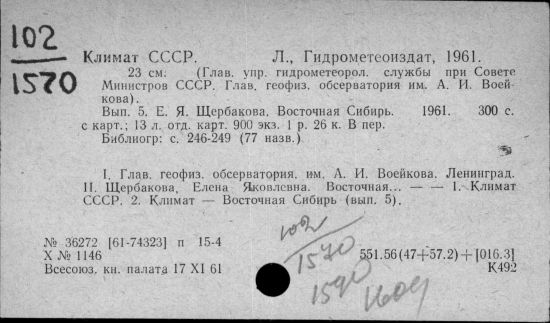 102
1570
Климат СССР. Л., Гидрометеоиздат, 1961.
23 см. (Глав. упр. гидрометеорол. службы при Совете
Министров СССР. Глав. геофиз. обсерватория им. А. И. Воей-
кова).
Вып. 5. Е. Я. Щербакова. Восточная Сибирь. 1961. 300 с.
с карт.; 13 л. отд. карт. 900 экз. 1 р. 26 к. В пер.
Библиогр: с. 246-249 (77 назв.)
I. Глав. геофиз. обсерватория. им. А. И. Воейкова. Ленинград.
II. Щербакова, Елена Яковлевна. Восточная... — — 1. Климат
СССР. 2. Климат — Восточная Сибирь (вып. 5).
№ 36272 [61-74323] п 15-4
Х № 1146
Всесоюз. кн. палата 17 XI 61
551.56(47+57.2)+[016.3]
К492
102
1570
1590